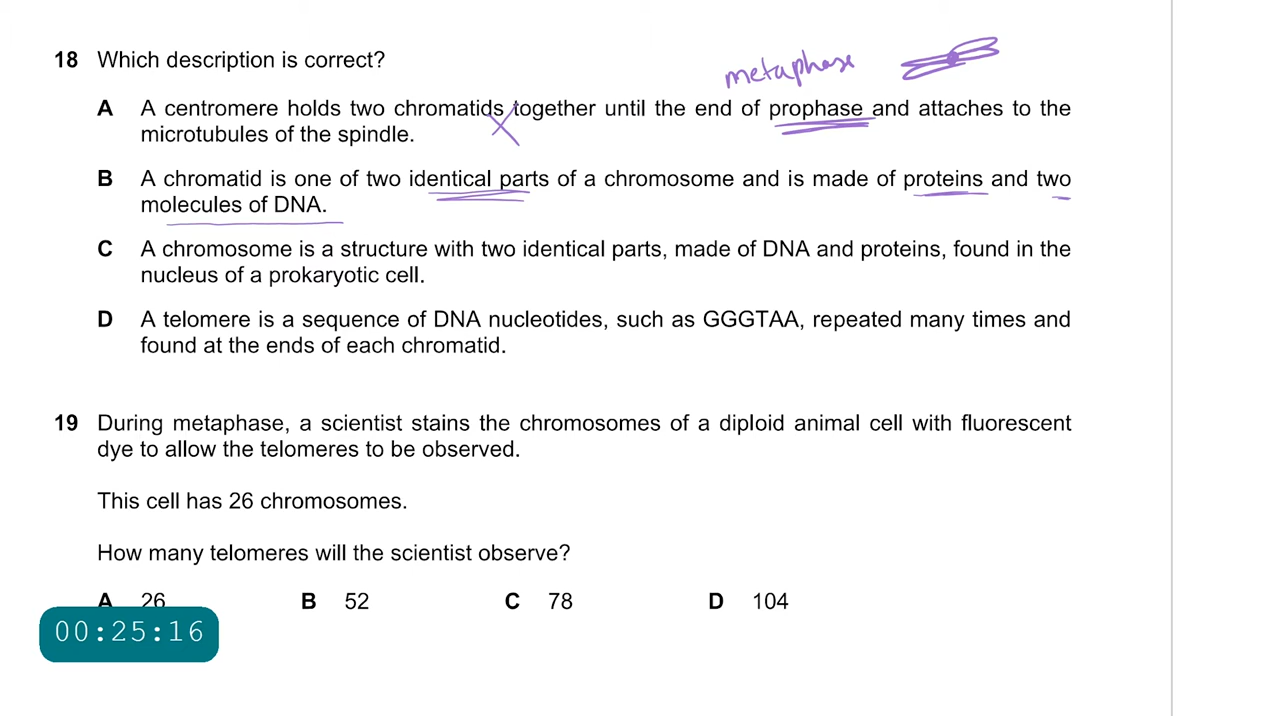 18 Which description is correct?
metaphase
A A centromere holds two chromatids together until the end of prophase and attaches to the
microtubules of the spindle.
B A chromatid is one of two identical parts of a chromosome and is made of proteins and two
molecules of DNA.
C A chromosome is a structure with two identical parts, made of DNA and proteins, found in the
nucleus of a prokaryotic cell.
D A telomere is a sequence of DNA nucleotides, such as GGGTAA, repeated many times and
found at the ends of each chromatid.
19 During metaphase, a scientist stains the chromosomes of a diploid animal cell with fluorescent
dye to allow the telomeres to be observed.
This cell has 26 chromosomes.
How many telomeres will the scientist observe?
A 26 B 52 C 78 D 104
00:25:16